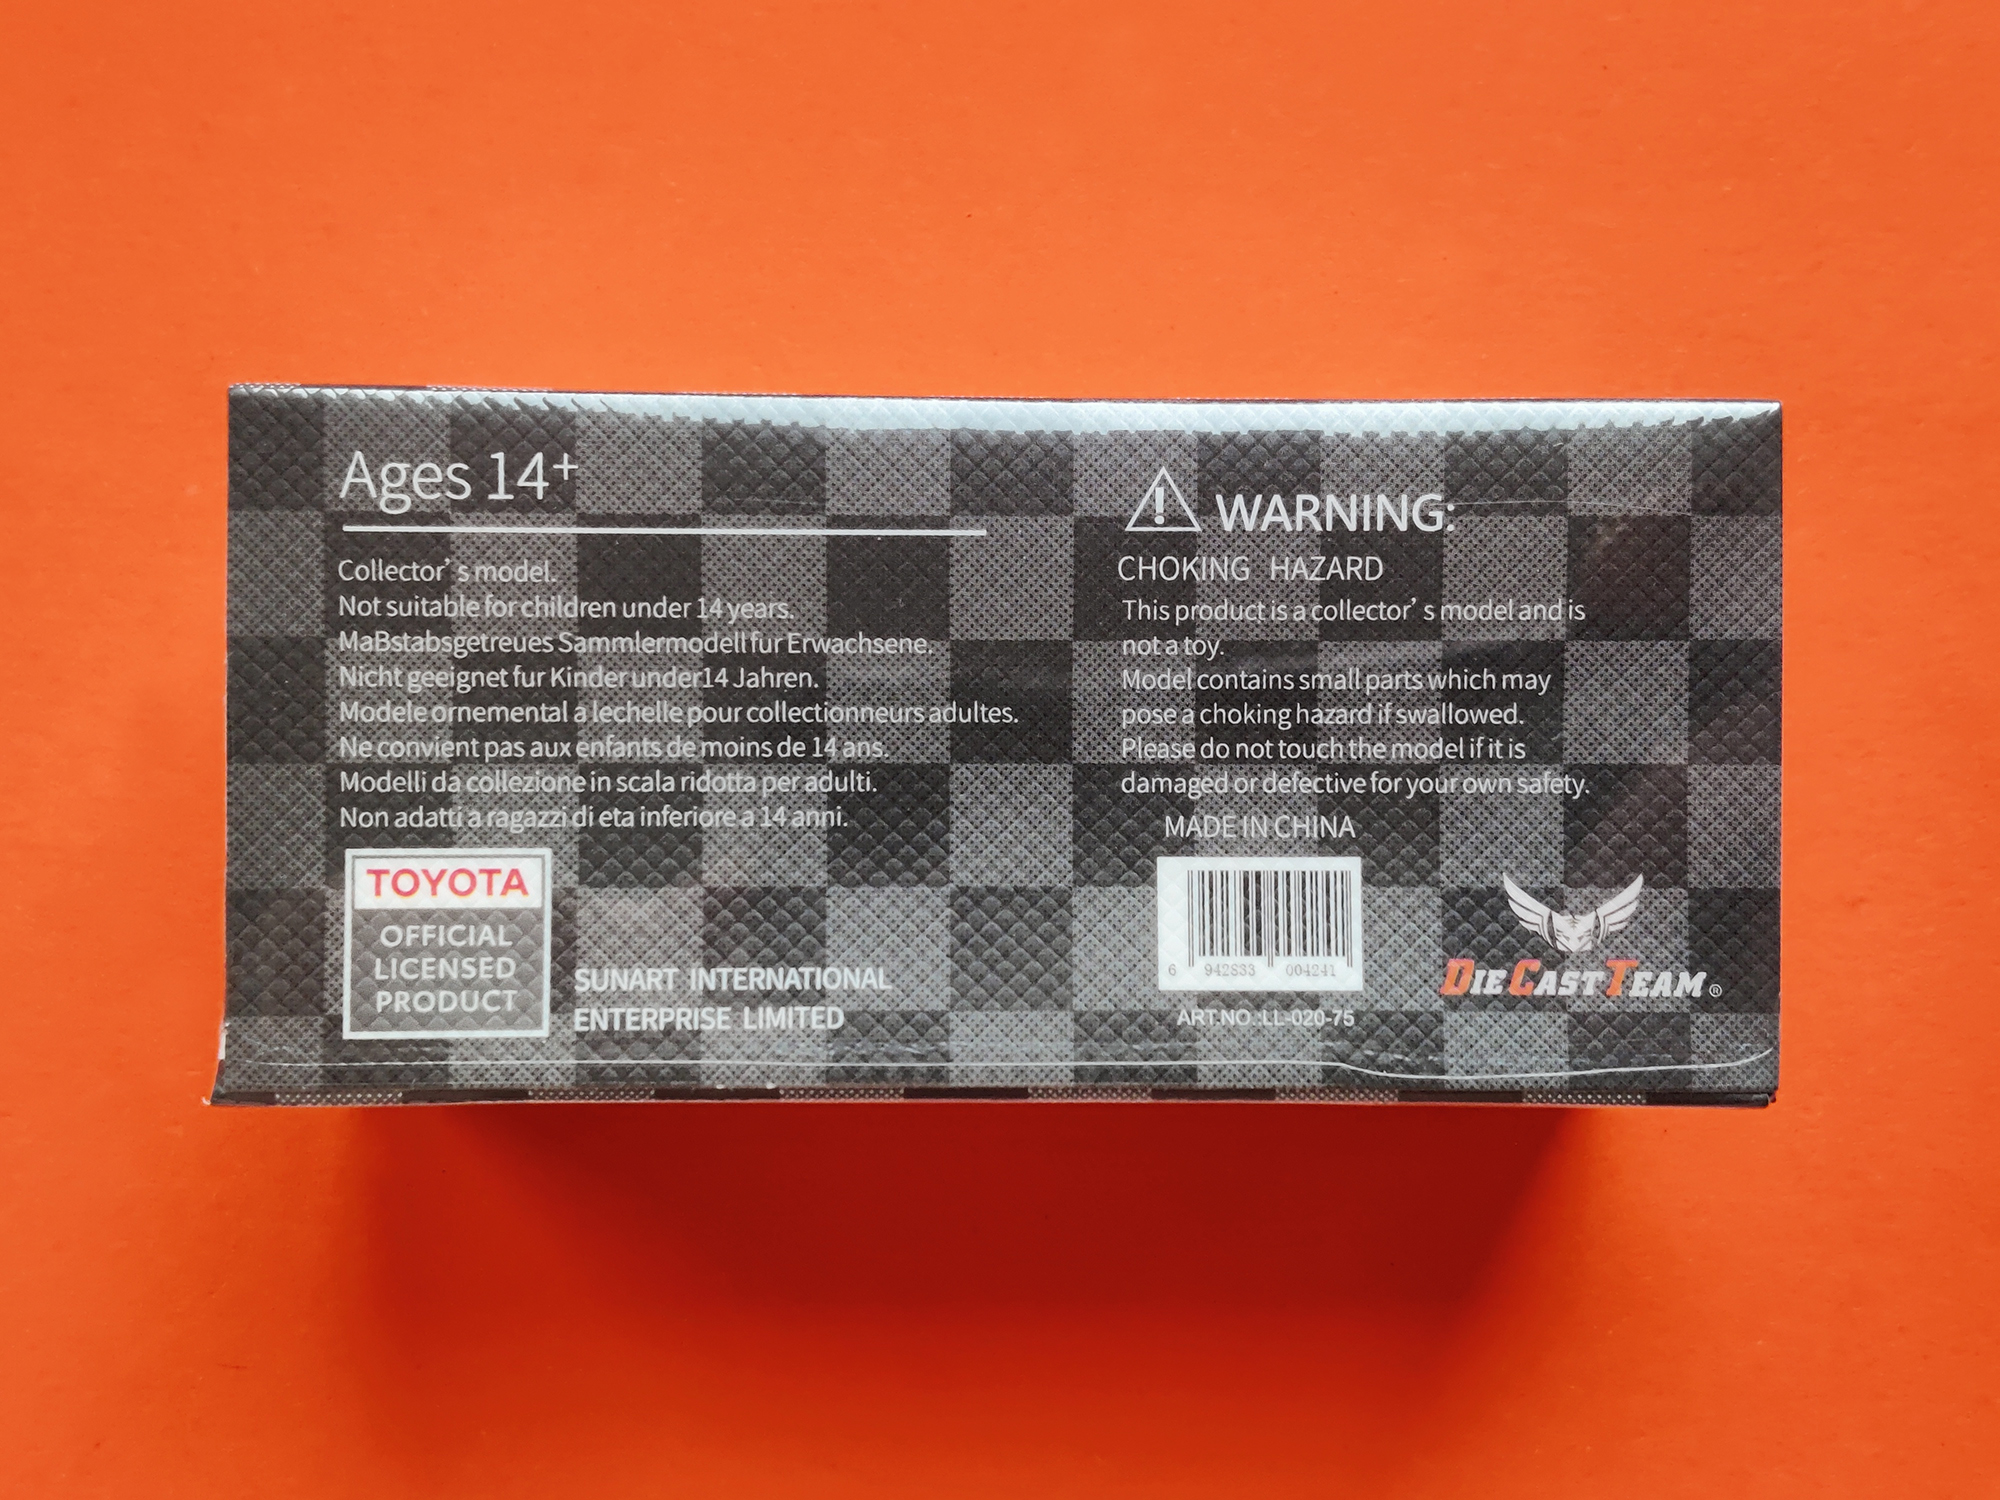 Ages 14+
Collector’s model.
Not suitable for children under 14 years.
MaBstabsgetreues Sammlermodell fur Erwachsene.
Nicht geeignet fur Kinder under14 Jahren.
Modele ornemental a lechelle pour collectionneurs adultes.
Ne convient pas aux enfants de moins de 14 ans.
Modelli da collezione in scala ridotta per adulti.
Non adatti a ragazzi di eta inferiore a 14 anni.
TOYOTA
OFFICIAL
LICENSED
PRODUCT
SUNART INTERNATIONAL
ENTERPRISE LIMITED
WARNING:
CHOKING HAZARD
This product is a collector’s model and is
not a toy.
Model contains small parts which may
pose a choking hazard if swallowed.
Please do not touch the model if it is
damaged or defective for your own safety.
MADE IN CHINA
6 942833 004241
ART.NO.:LL-020-75
DIECASTTEAM®